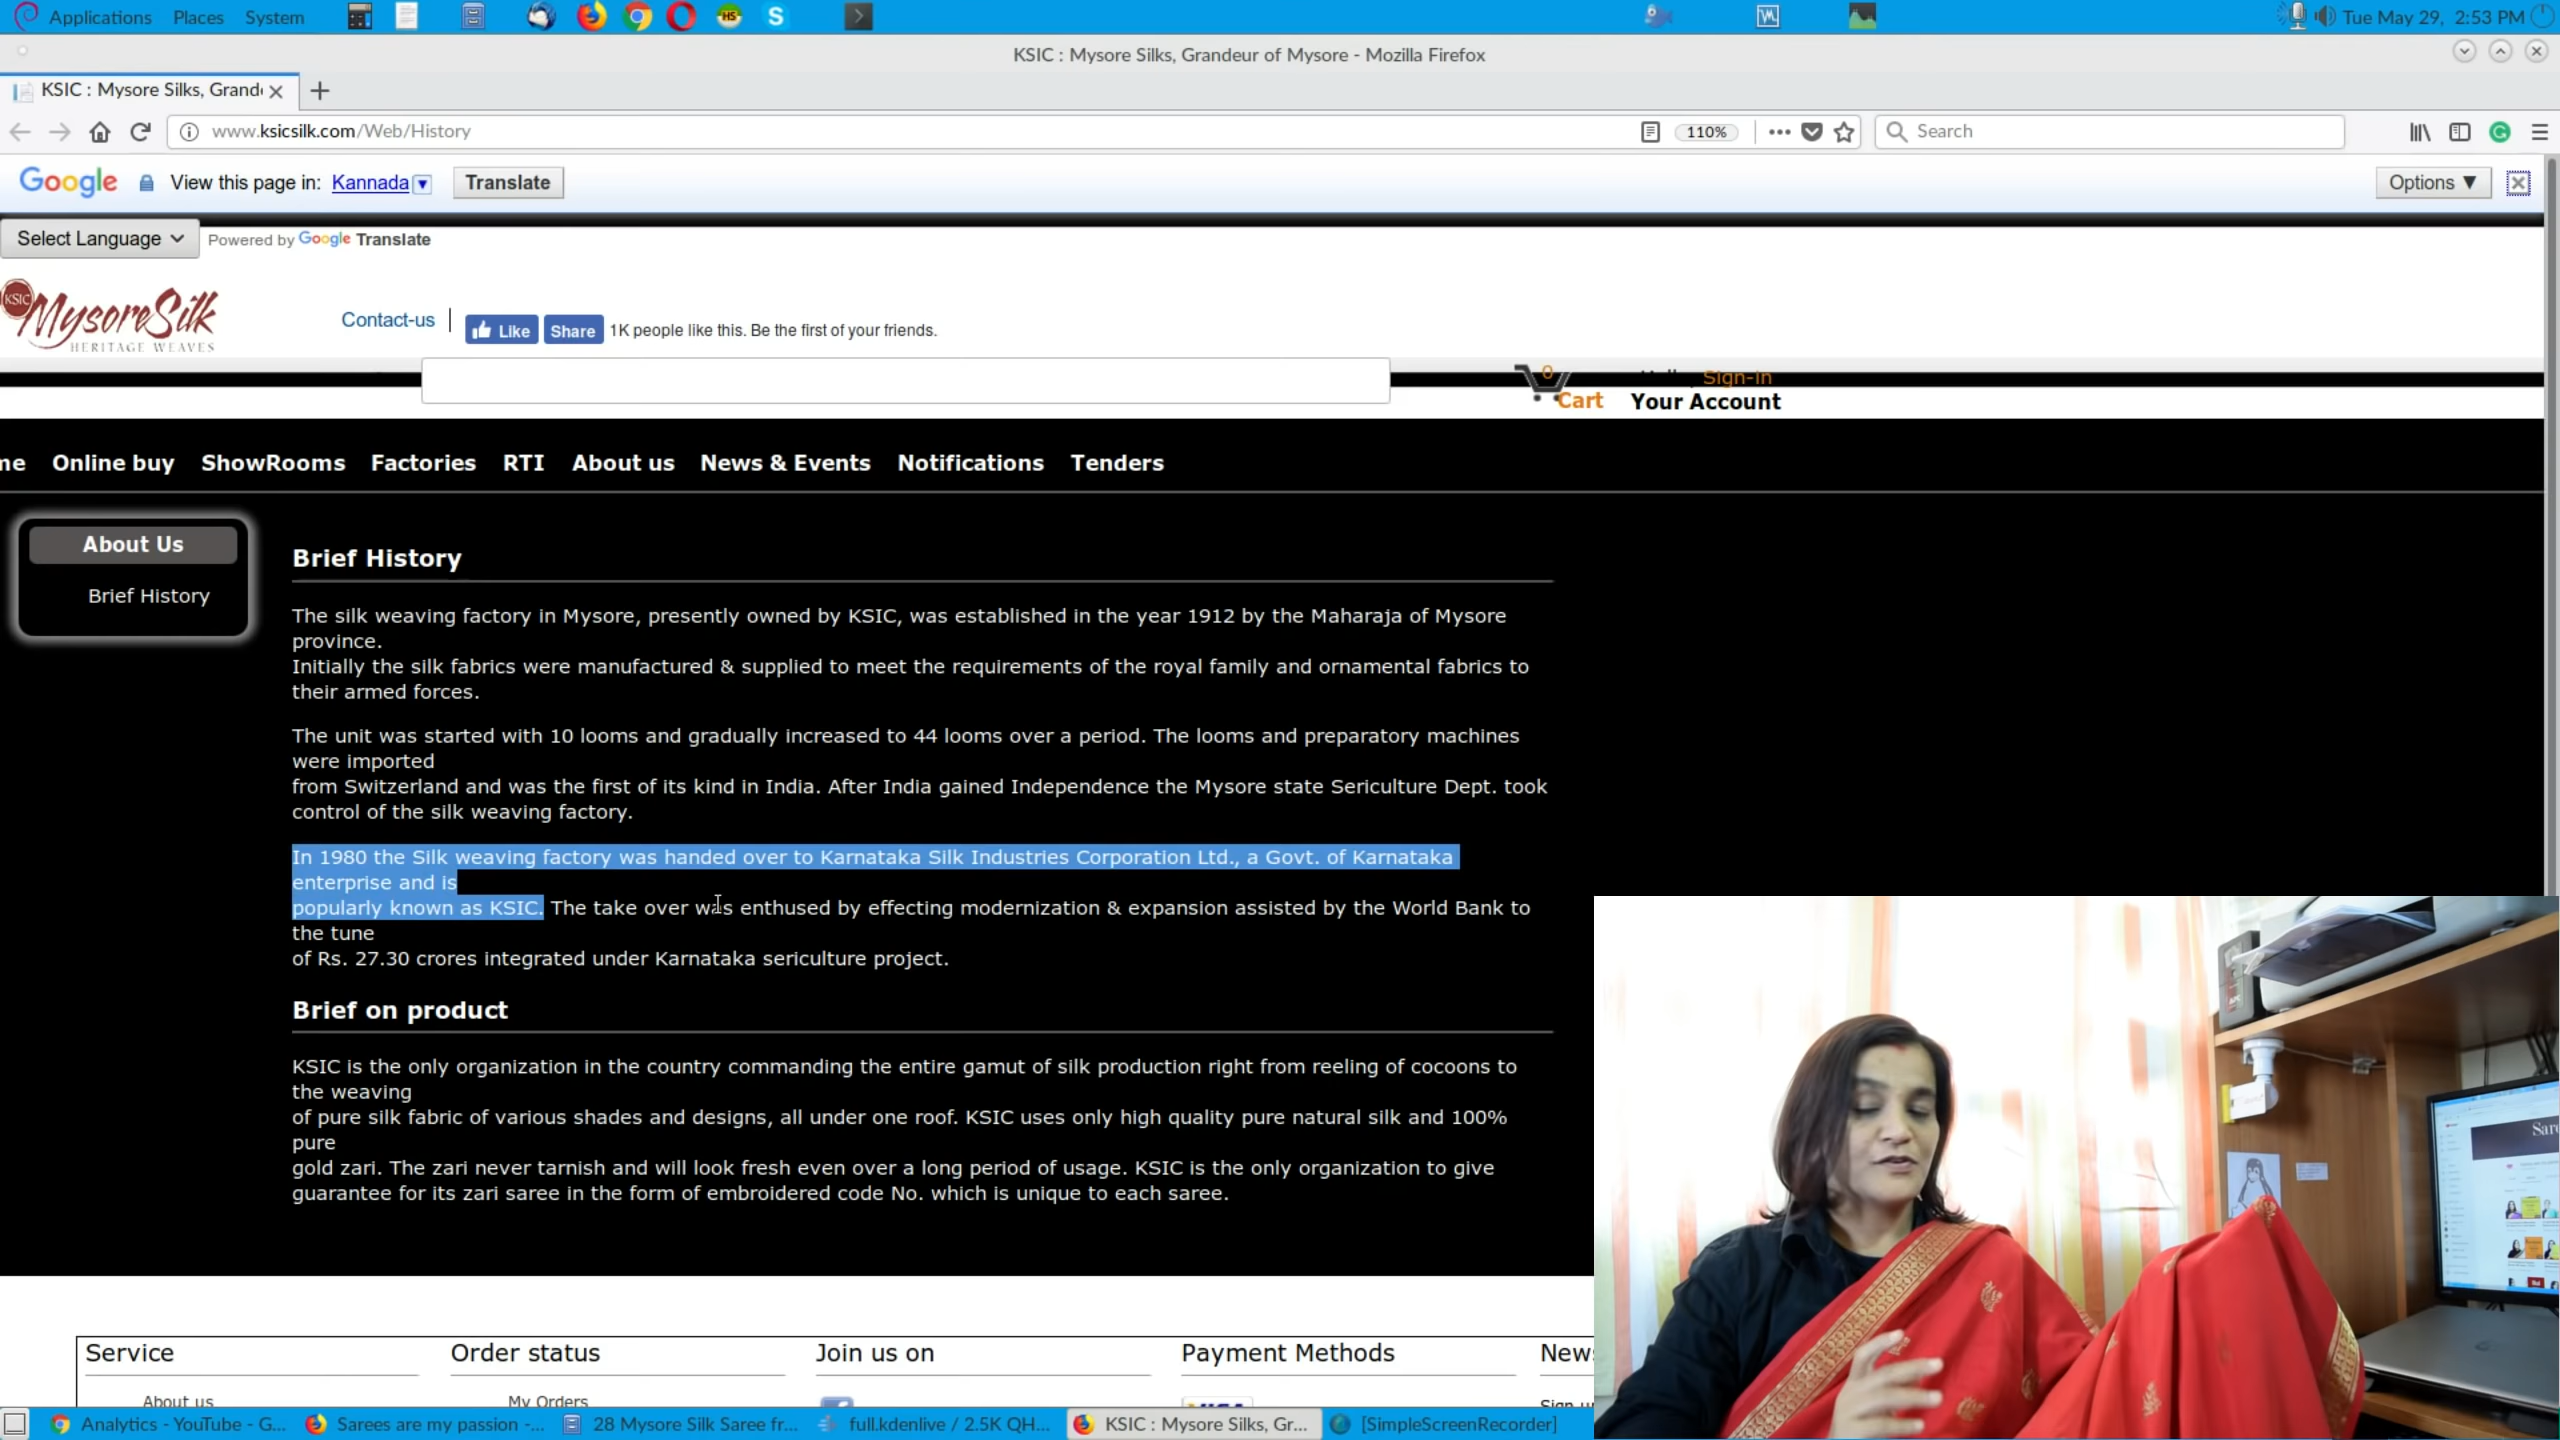 Applications Places System HS S Tue May 29, 2:53 PM
KSIC : Mysore Silks, Grandeur of Mysore - Mozilla Firefox
KSIC : Mysore Silks, Grand
www.ksicsilk.com/Web/History 110% Search
Google View this page in: Kannada Translate Options ▼
Select Language Powered by Google Translate
KSIC MysoreSilk
HERITAGE WEAVES
Contact-us Like Share 1K people like this. Be the first of your friends.
0 Sign-in
Cart Your Account
me Online buy ShowRooms Factories RTI About us News & Events Notifications Tenders
About Us
Brief History
Brief History
The silk weaving factory in Mysore, presently owned by KSIC, was established in the year 1912 by the Maharaja of Mysore
province.
Initially the silk fabrics were manufactured & supplied to meet the requirements of the royal family and ornamental fabrics to
their armed forces.
The unit was started with 10 looms and gradually increased to 44 looms over a period. The looms and preparatory machines
were imported
from Switzerland and was the first of its kind in India. After India gained Independence the Mysore state Sericulture Dept. took
control of the silk weaving factory.
In 1980 the Silk weaving factory was handed over to Karnataka Silk Industries Corporation Ltd., a Govt. of Karnataka
enterprise and is
popularly known as KSIC. The take over was enthused by effecting modernization & expansion assisted by the World Bank to
the tune
of Rs. 27.30 crores integrated under Karnataka sericulture project.
Brief on product
KSIC is the only organization in the country commanding the entire gamut of silk production right from reeling of cocoons to
the weaving
of pure silk fabric of various shades and designs, all under one roof. KSIC uses only high quality pure natural silk and 100%
pure
gold zari. The zari never tarnish and will look fresh even over a long period of usage. KSIC is the only organization to give
guarantee for its zari saree in the form of embroidered code No. which is unique to each saree.
Service Order status Join us on Payment Methods News
About us My Orders Sign u
Analytics - YouTube - G... Sarees are my passion -... 28 Mysore Silk Saree fr... full.kdenlive / 2.5K QH... KSIC : Mysore Silks, Gr... [SimpleScreenRecorder]